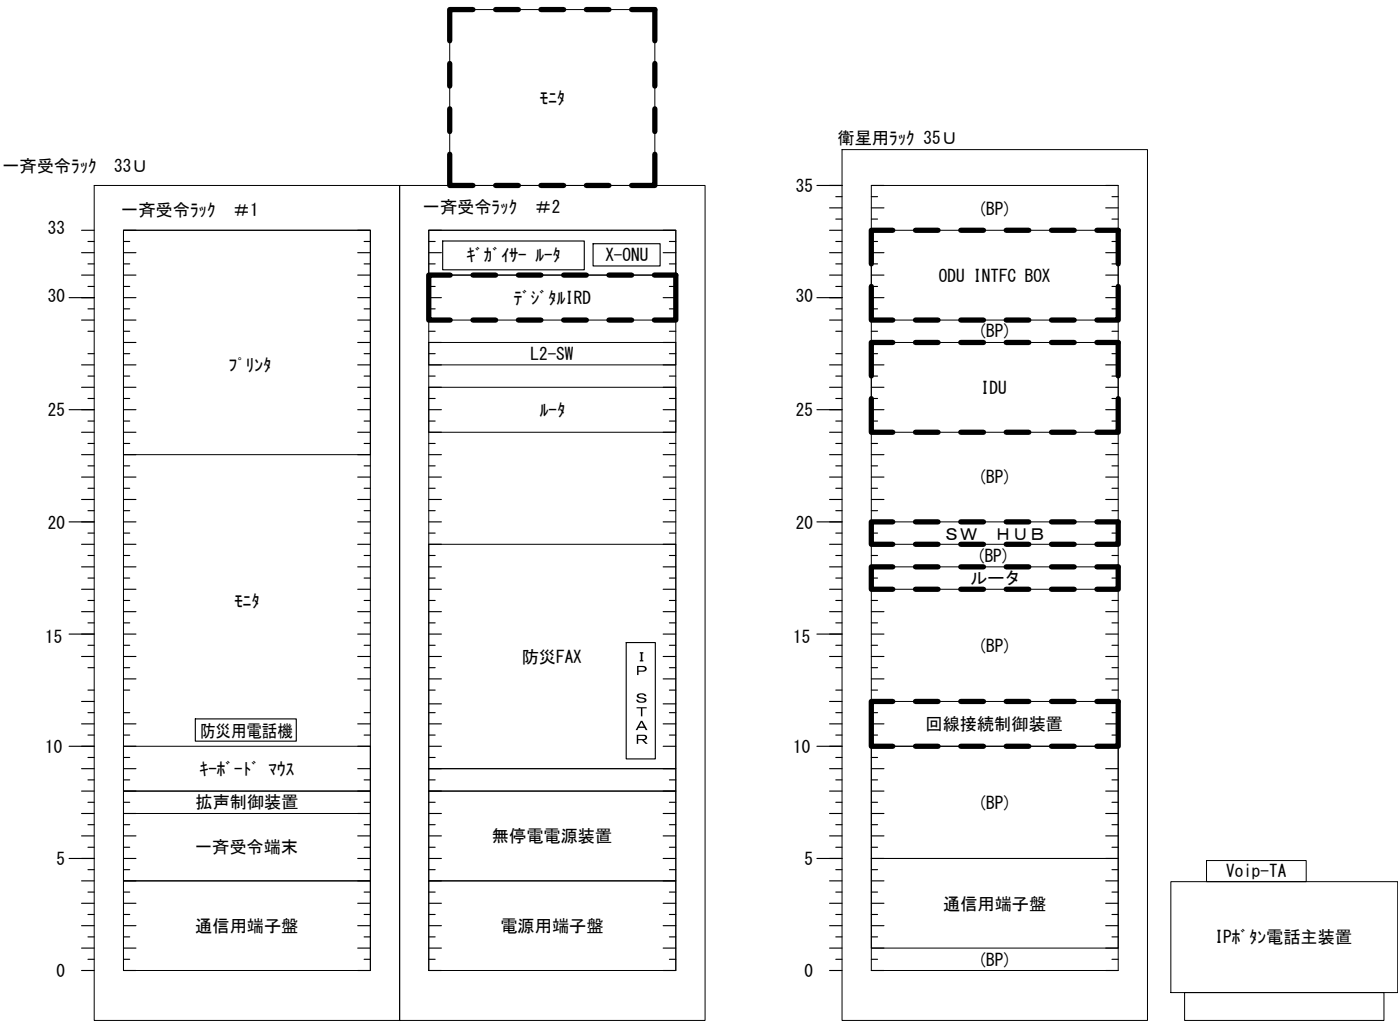 モニタ
一斉受令ラック 33U
一斉受令ラック #1
33
30
25
20
15
10
5
0
プリンタ
モニタ
防災用電話機
キーボード マウス
拡声制御装置
一斉受令端末
通信用端子盤
一斉受令ラック #2
ギガイサー ルータ
X-ONU
デジタルIRD
L2-SW
ルータ
防災FAX
IP STAR
無停電電源装置
電源用端子盤
衛星用ラック 35U
35
30
25
20
15
10
5
0
(BP)
ODU INTFC BOX
(BP)
IDU
(BP)
SW HUB
(BP)
ルータ
(BP)
回線接続制御装置
(BP)
通信用端子盤
(BP)
Voip-TA
IPボタン電話主装置